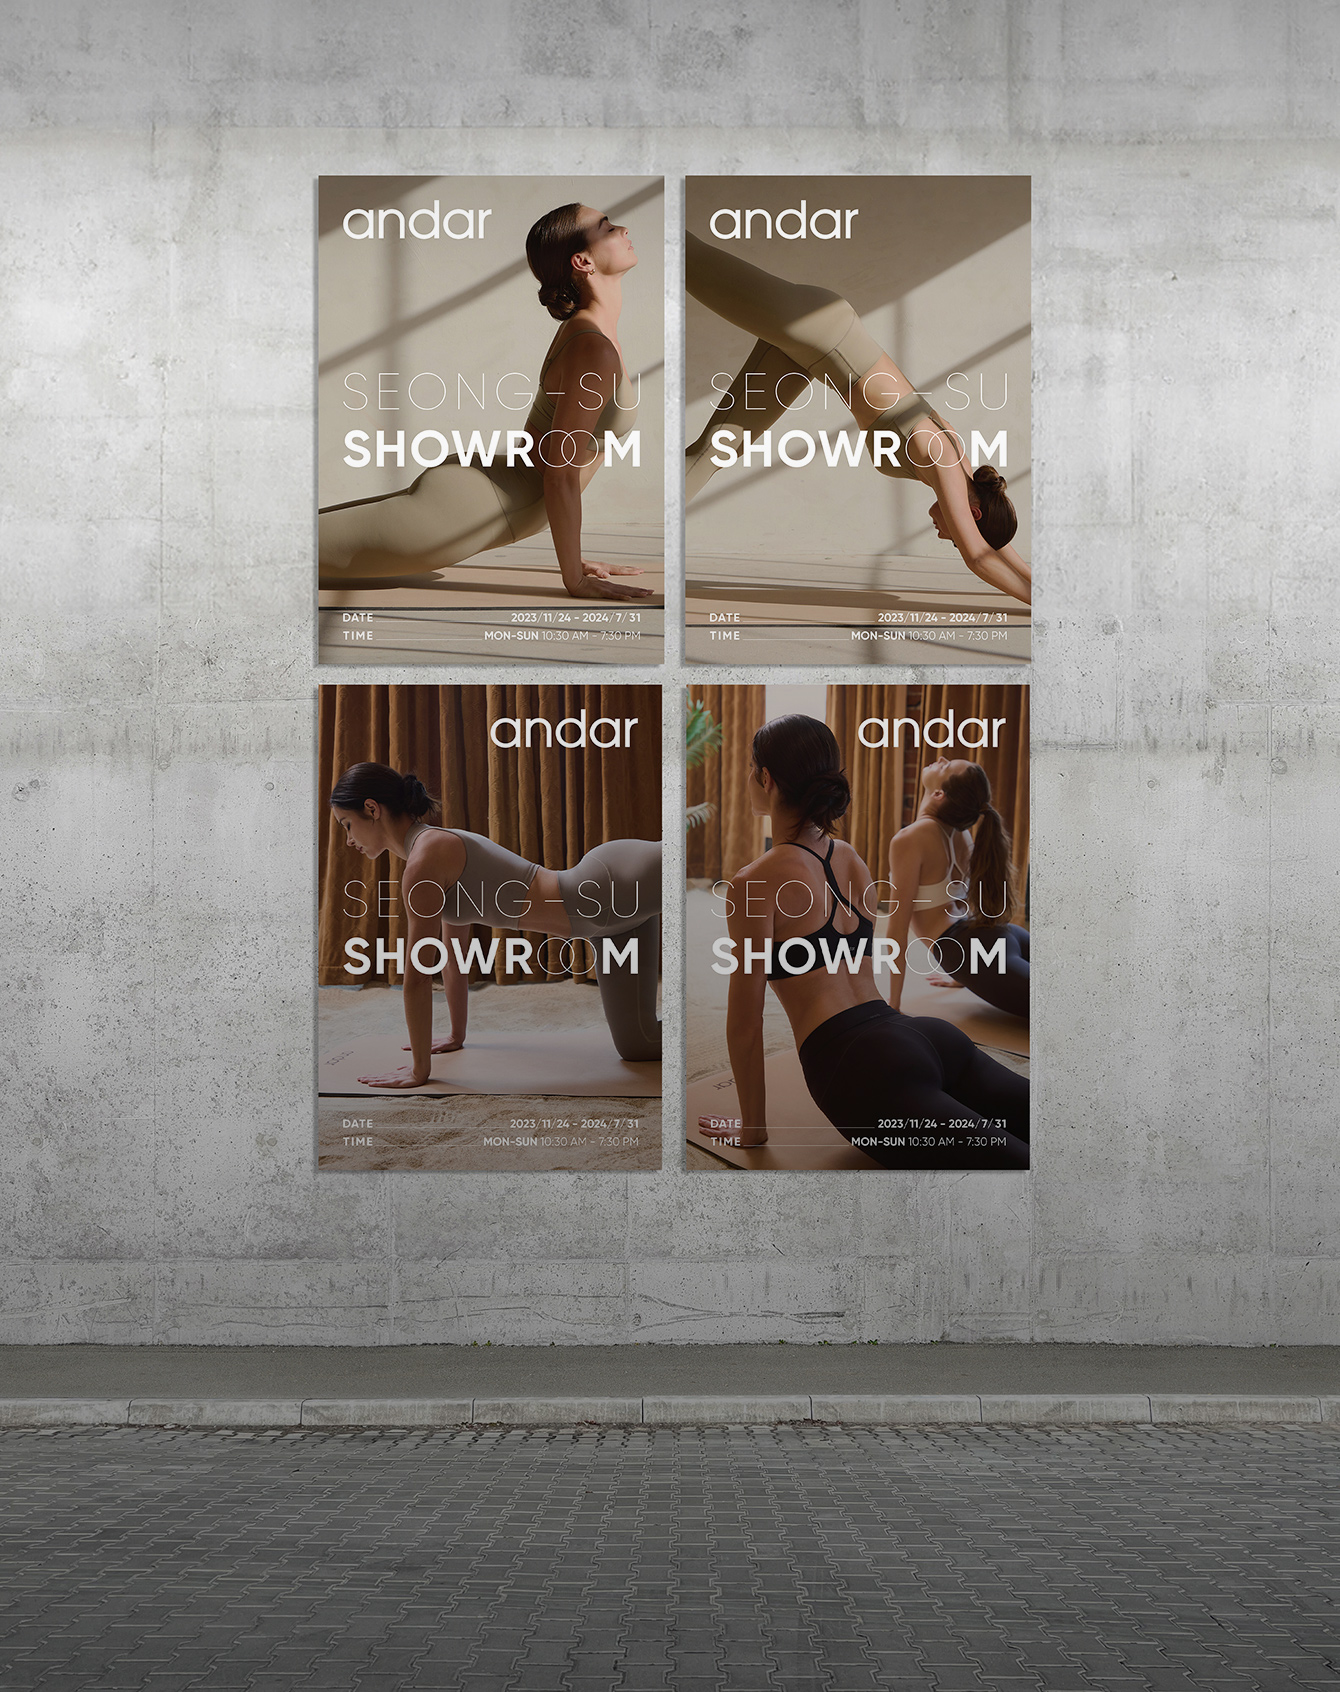 andar
SEONG-SU
SHOWROOM
DATE 2023/11/24 - 2024/7/31
TIME MON-SUN 10:30 AM - 7:30 PM
andar
SEONG-SU
SHOWROOM
DATE 2023/11/24 - 2024/7/31
TIME MON-SUN 10:30 AM - 7:30 PM
andar
SEONG-SU
SHOWROOM
DATE 2023/11/24 - 2024/7/31
TIME MON-SUN 10:30 AM - 7:30 PM
andar
SEONG-SU
SHOWROOM
DATE 2023/11/24 - 2024/7/31
TIME MON-SUN 10:30 AM - 7:30 PM